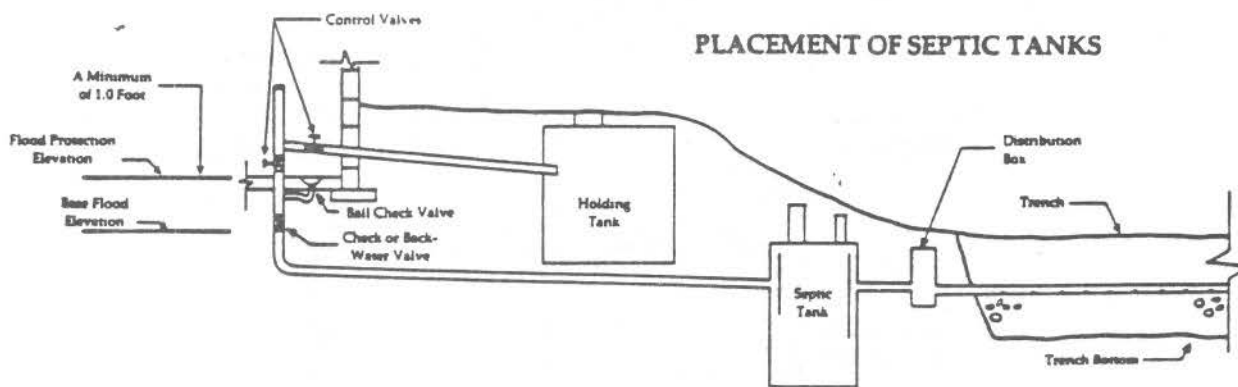 Control Valves
PLACEMENT OF SEPTIC TANKS
A Minimum
of 1.0 Foot
Flood Protection
Elevation
Distribution
Box
Base Flood
Elevation
Ball Check Valve
Holding
Tank
Trench
Check or Back-
Water Valve
Septic
Tank
Trench Bottom